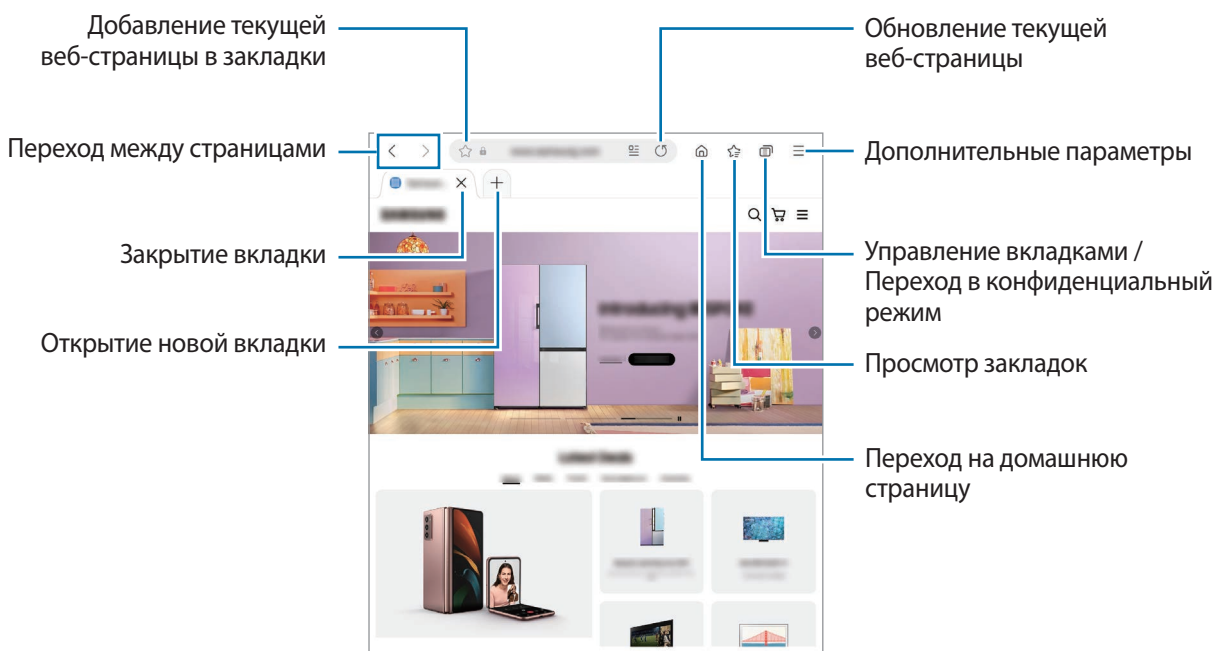 Добавление текущей
веб-страницы в закладки
Обновление текущей
веб-страницы
Переход между страницами
Дополнительные параметры
Закрытие вкладки
Управление вкладками /
Переход в конфиденциальный
режим
Открытие новой вкладки
Просмотр закладок
Переход на домашнюю
страницу